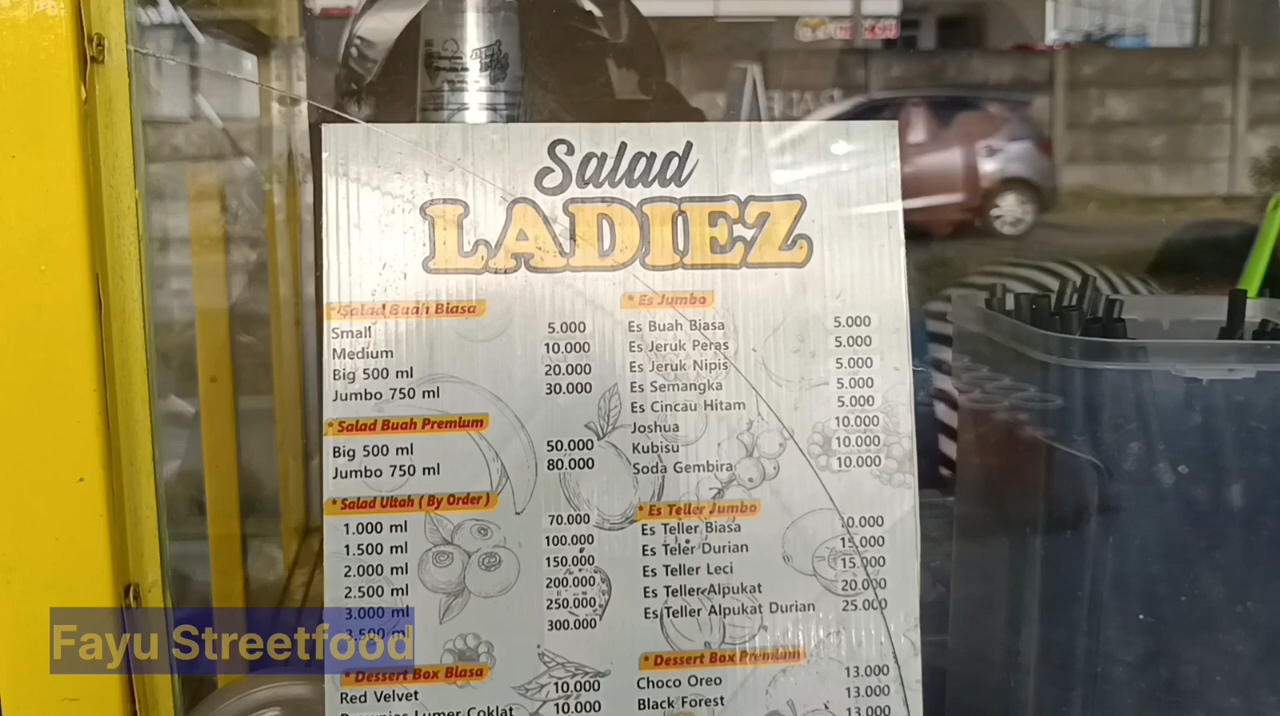 Salad
LADIEZ
* Salad Buah Biasa
Small 5.000
Medium 10.000
Big 500 ml 20.000
Jumbo 750 ml 30.000
* Salad Buah Premium
Big 500 ml 50.000
Jumbo 750 ml 80.000
* Salad Ultah ( By Order )
1.000 ml 70.000
1.500 ml 100.000
2.000 ml 150.000
2.500 ml 200.000
3.000 ml 250.000
3.500 ml 300.000
* Dessert Box Biasa
Red Velvet 10.000
Brownies Lumer Coklat 10.000
* Es Jumbo
Es Buah Biasa 5.000
Es Jeruk Peras 5.000
Es Jeruk Nipis 5.000
Es Semangka 5.000
Es Cincau Hitam 5.000
Joshua 10.000
Kubisu 10.000
Soda Gembira 10.000
* Es Teller Jumbo
Es Teller Biasa
Es Teler Durian 15.000
Es Teller Leci 15.000
Es Teller Alpukat 20.000
Es Teller Alpukat Durian 25.000
* Dessert Box Premium
Choco Oreo 13.000
Black Forest 13.000
13.000
Fayu Streetfood